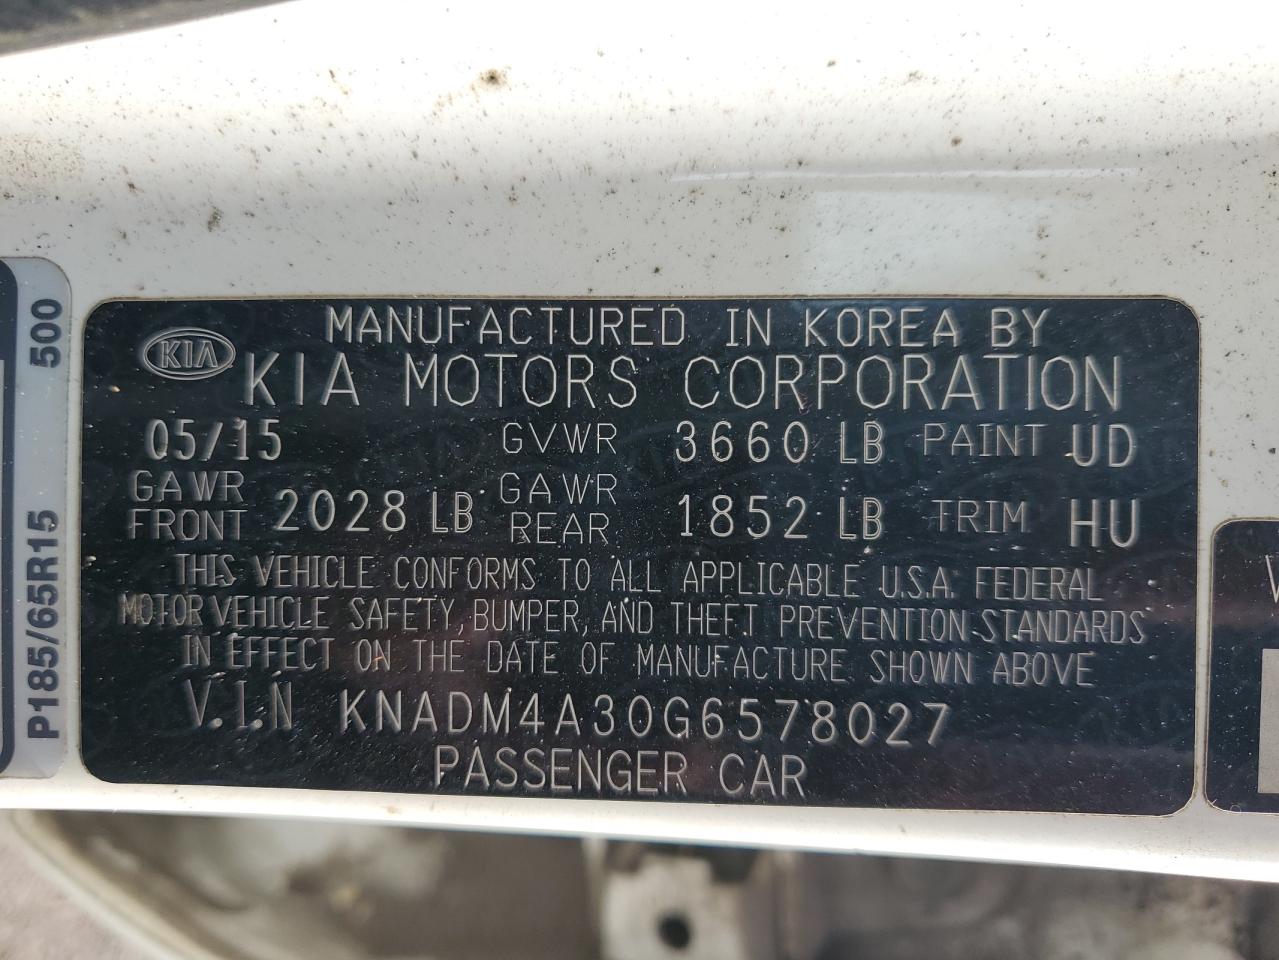 MANUFACTURED IN KOREA BY
KIA KIA MOTORS CORPORATION
05/15 GVWR 3660 LB PAINT UD
GAWR FRONT 2028 LB GAWR REAR 1852 LB TRIM HU
THIS VEHICLE CONFORMS TO ALL APPLICABLE U.S.A. FEDERAL
MOTOR VEHICLE SAFETY, BUMPER, AND THEFT PREVENTION STANDARDS
IN EFFECT ON THE DATE OF MANUFACTURE SHOWN ABOVE
V.I.N KNADM4A30G6578027
PASSENGER CAR
P185/65R15 500